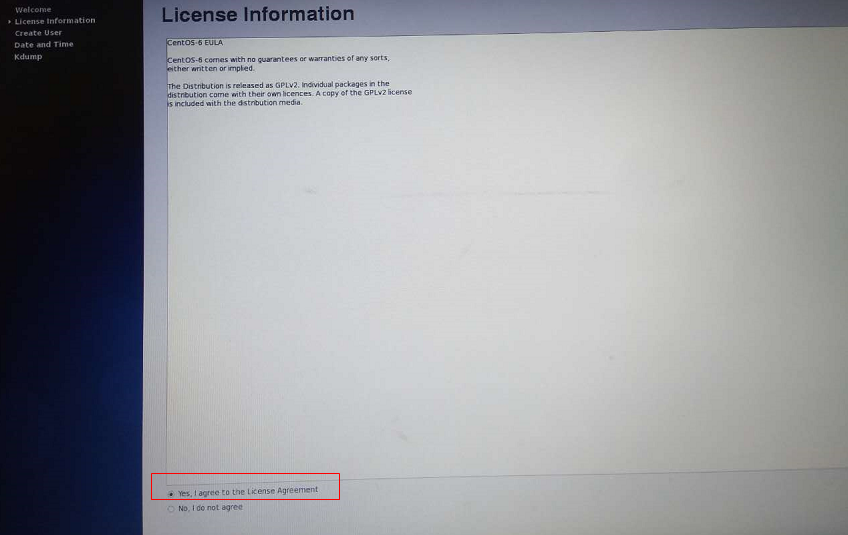 Welcome
License Information
Create User
Date and Time
Kdump
License Information
CentOS-6 EULA
CentOS-6 comes with no guarantees or warranties of any sorts,
either written or implied.
The Distribution is released as GPLv2. Individual packages in the
distribution come with their own licences. A copy of the GPLv2 license
is included with the distribution media.
Yes, I agree to the License Agreement
No, I do not agree